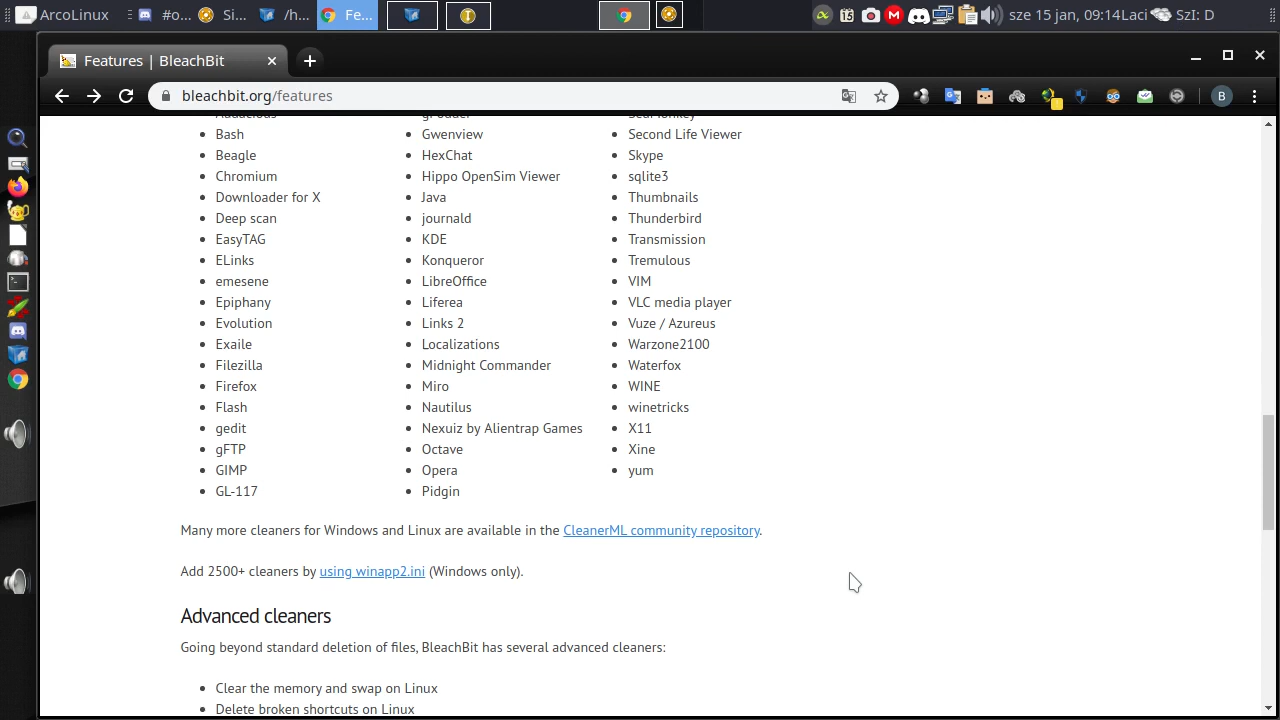 ArcoLinux #o... Si... /h... Fe... 15 sze 15 jan, 09:14 Laci SzI: D
Features | BleachBit
bleachbit.org/features B
Audacious
Bash
Beagle
Chromium
Downloader for X
Deep scan
EasyTAG
ELinks
emesene
Epiphany
Evolution
Exaile
Filezilla
Firefox
Flash
gedit
gFTP
GIMP
GL-117
gPodder
Gwenview
HexChat
Hippo OpenSim Viewer
Java
journald
KDE
Konqueror
LibreOffice
Liferea
Links 2
Localizations
Midnight Commander
Miro
Nautilus
Nexuiz by Alientrap Games
Octave
Opera
Pidgin
SeaMonkey
Second Life Viewer
Skype
sqlite3
Thumbnails
Thunderbird
Transmission
Tremulous
VIM
VLC media player
Vuze / Azureus
Warzone2100
Waterfox
WINE
winetricks
X11
Xine
yum
Many more cleaners for Windows and Linux are available in the CleanerML community repository.
Add 2500+ cleaners by using winapp2.ini (Windows only).
Advanced cleaners
Going beyond standard deletion of files, BleachBit has several advanced cleaners:
Clear the memory and swap on Linux
Delete broken shortcuts on Linux